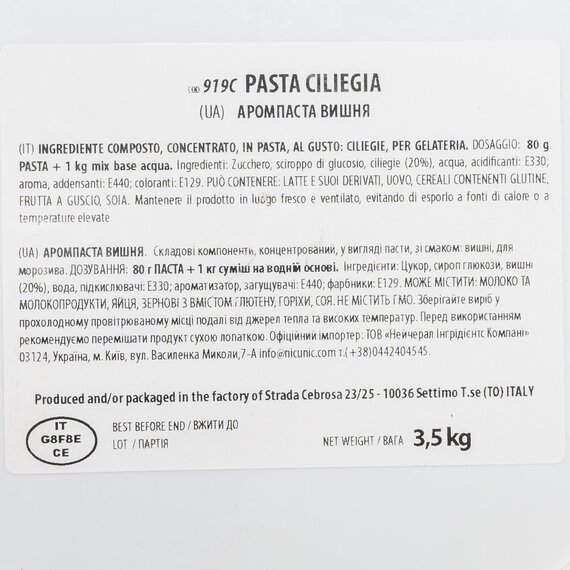 COD 919C PASTA CILIEGIA
(UA) АРОМПАСТА ВИШНЯ
(IT) INGREDIENTE COMPOSTO, CONCENTRATO, IN PASTA, AL GUSTO: CILIEGIE, PER GELATERIA. DOSAGGIO: 80 g
PASTA + 1 kg mix base acqua. Ingredienti: Zucchero, sciroppo di glucosio, ciliegie (20%), acqua, acidificanti: E330;
aroma, addensanti: E440; coloranti: E129. PUÒ CONTENERE: LATTE E SUOI DERIVATI, UOVO, CEREALI CONTENENTI GLUTINE,
FRUTTA A GUSCIO, SOIA. Mantenere il prodotto in luogo fresco e ventilato, evitando di esporlo a fonti di calore o a
temperature elevate.
(UA) АРОМПАСТА ВИШНЯ. Складові компоненти, концентрований, у вигляді пасти, зі смаком: вишні, для
морозива. ДОЗУВАННЯ: 80 г ПАСТА + 1 кг суміш на водній основі. Інгредієнти: Цукор, сироп глюкози, вишні
(20%), вода, підкислювачі: E330; ароматизатор, загущувачі: E440; фарбники: E129. МОЖЕ МІСТИТИ: МОЛОКО ТА
МОЛОКОПРОДУКТИ, ЯЙЦЯ, ЗЕРНОВІ З ВМІСТОМ ГЛЮТЕНУ, ГОРІХИ, СОЯ. НЕ МІСТИТЬ ГМО. Зберігайте виріб у
прохолодному провітрюваному місці подалі від джерел тепла та високих температур. Перед використанням
рекомендуємо перемішати продукт сухою лопаткою. Офіційний імпортер: ТОВ «Нейчерал Інгрідієнтс Компані»
03124, Україна, м. Київ, вул. Василенка Миколи,7-А info@nicunic.com т.(+38)0442404545.
Produced and/or packaged in the factory of Strada Cebrosa 23/25 - 10036 Settimo T.se (TO) ITALY
IT
G8F8E
CE
BEST BEFORE END / ВЖИТИ ДО
LOT / ПАРТІЯ
NET WEIGHT / ВАГА 3,5 kg